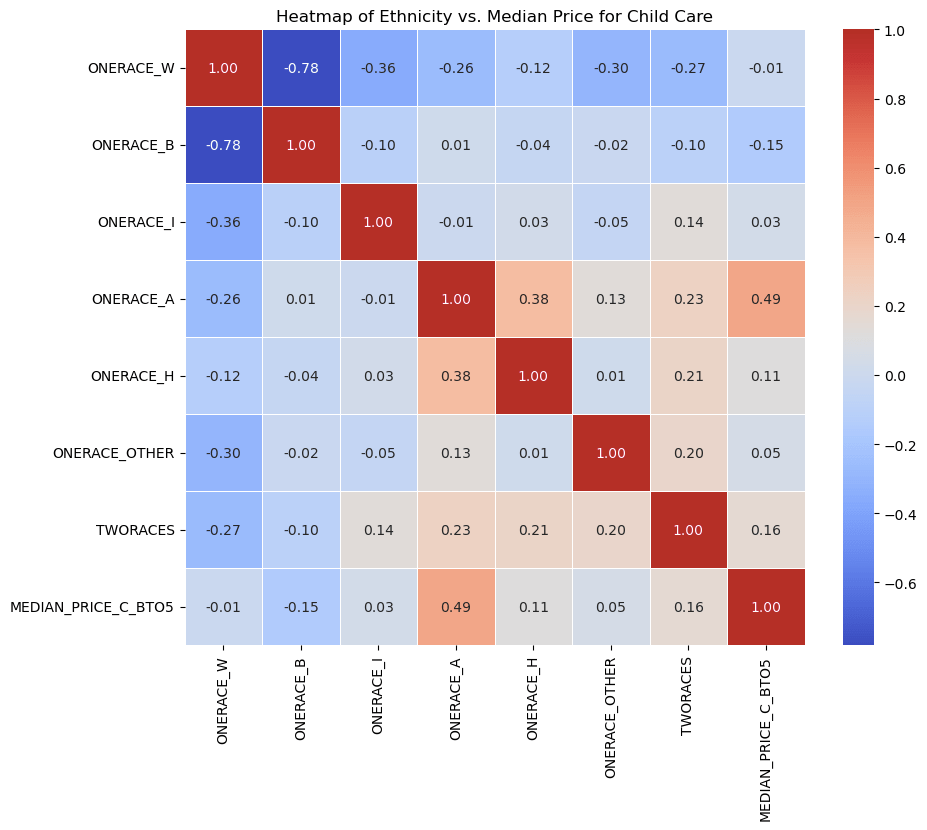 Heatmap of Ethnicity vs. Median Price for Child Care
ONERACE_W 1.00 -0.78 -0.36 -0.26 -0.12 -0.30 -0.27 -0.01
ONERACE_B -0.78 1.00 -0.10 0.01 -0.04 -0.02 -0.10 -0.15
ONERACE_I -0.36 -0.10 1.00 -0.01 0.03 -0.05 0.14 0.03
ONERACE_A -0.26 0.01 -0.01 1.00 0.38 0.13 0.23 0.49
ONERACE_H -0.12 -0.04 0.03 0.38 1.00 0.01 0.21 0.11
ONERACE_OTHER -0.30 -0.02 -0.05 0.13 0.01 1.00 0.20 0.05
TWORACES -0.27 -0.10 0.14 0.23 0.21 0.20 1.00 0.16
MEDIAN_PRICE_C_BTO5 -0.01 -0.15 0.03 0.49 0.11 0.05 0.16 1.00
ONERACE_W
ONERACE_B
ONERACE_I
ONERACE_A
ONERACE_H
ONERACE_OTHER
TWORACES
MEDIAN_PRICE_C_BTO5
1.0
0.8
0.6
0.4
0.2
0.0
−0.2
−0.4
−0.6